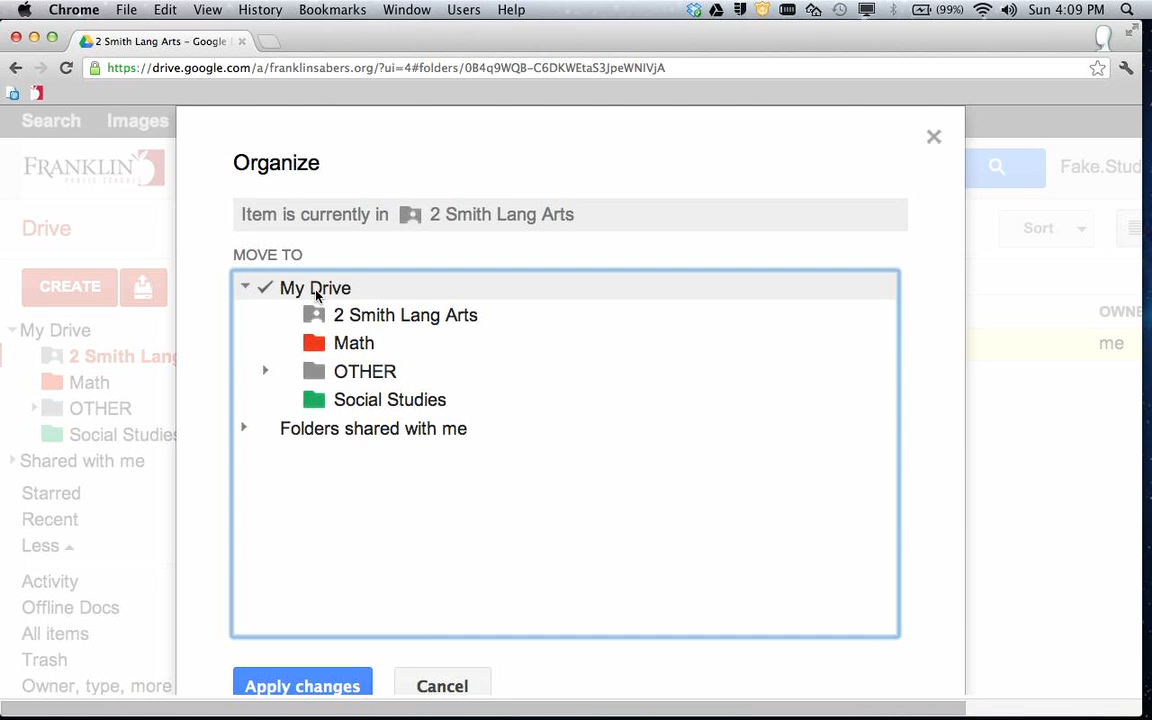 Chrome File Edit View History Bookmarks Window Users Help (99%) Sun 4:09 PM
2 Smith Lang Arts – Google
https://drive.google.com/a/franklinsabers.org/?ui=4#folders/0B4q9WQB-C6DKWEtaS3JpeWNlVjA
Search Images
FRANKLIN
PUBLIC SCHOOL
Fake.Stud
Drive
Sort
CREATE
My Drive
2 Smith Lang
Math
OTHER
Social Studies
Shared with me
Starred
Recent
Less
Activity
Offline Docs
All items
Trash
Owner, type, more
Organize
Item is currently in 2 Smith Lang Arts
MOVE TO
My Drive
2 Smith Lang Arts
Math
OTHER
Social Studies
Folders shared with me
Apply changes Cancel
OWNE
me